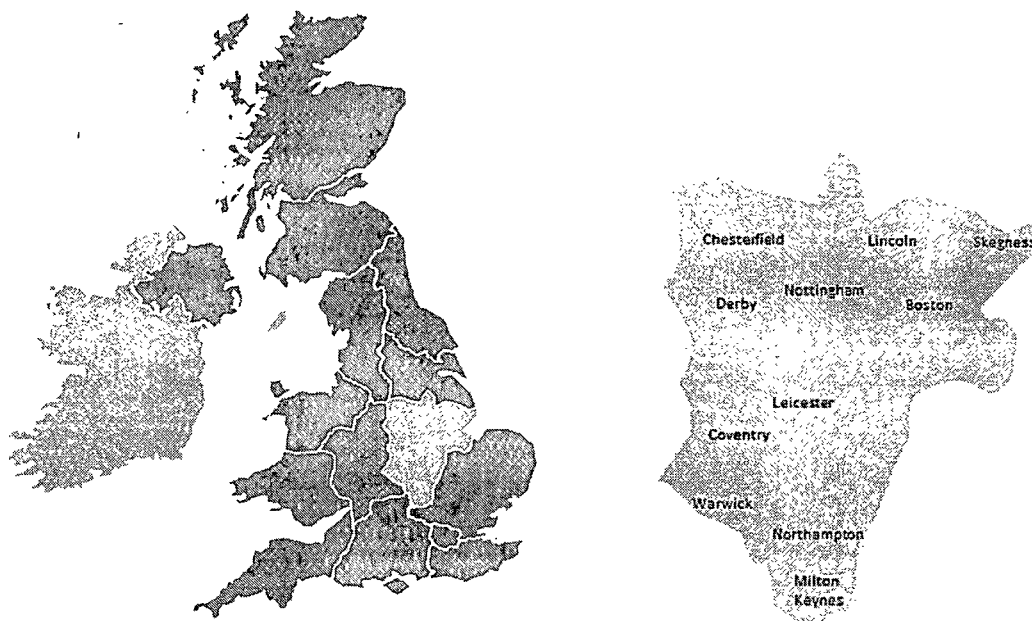 Chesterfield
Lincoln
Skegness
Nottingham
Derby
Boston
Leicester
Coventry
Warwick
Northampton
Milton
Keynes